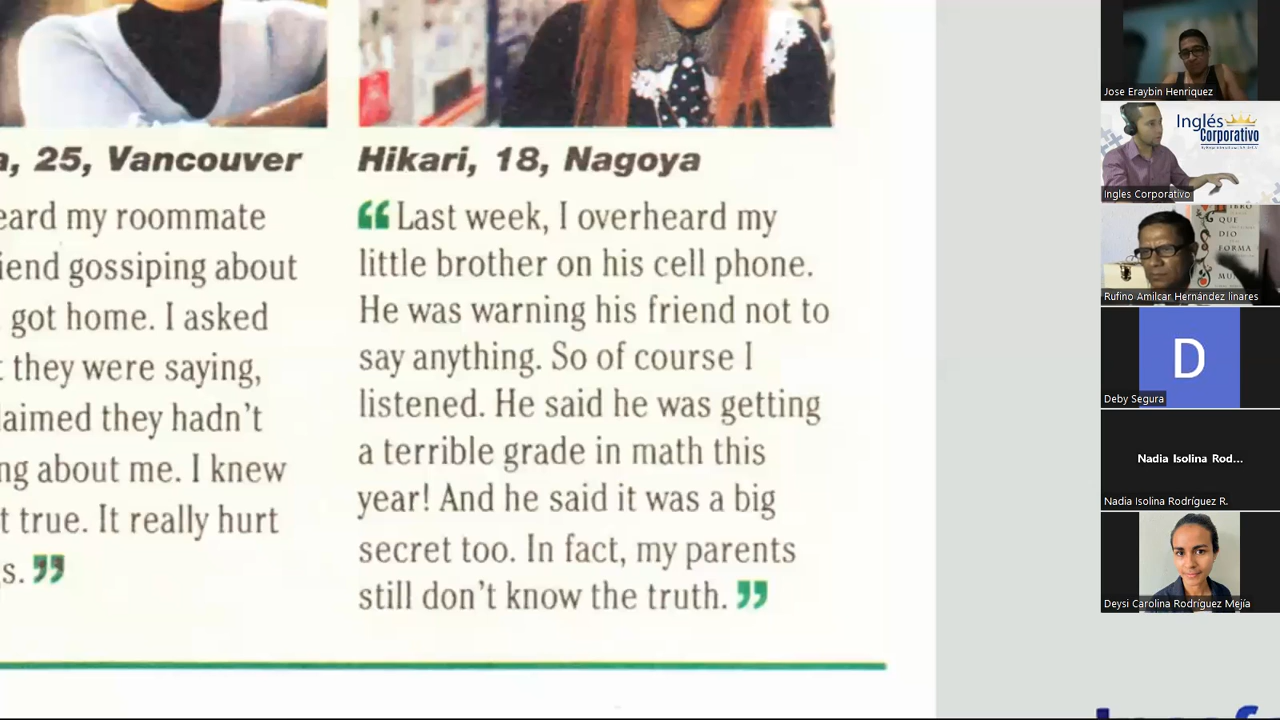 a, 25, Vancouver
eard my roommate
iend gossiping about
got home. I asked
t they were saying,
laimed they hadn't
ng about me. I knew
t true. It really hurt
s.”
Hikari, 18, Nagoya
“Last week, I overheard my
little brother on his cell phone.
He was warning his friend not to
say anything. So of course I
listened. He said he was getting
a terrible grade in math this
year! And he said it was a big
secret too. In fact, my parents
still don't know the truth.”
Jose Eraybin Henriquez
Inglés
Corporativo
Ingles Corporativo
LIBRO
QUE
DIO
FORMA
Rufino Amilcar Hernández linares
D
Deby Segura
Nadia Isolina Rod...
Nadia Isolina Rodríguez R.
Deysi Carolina Rodríguez Mejía